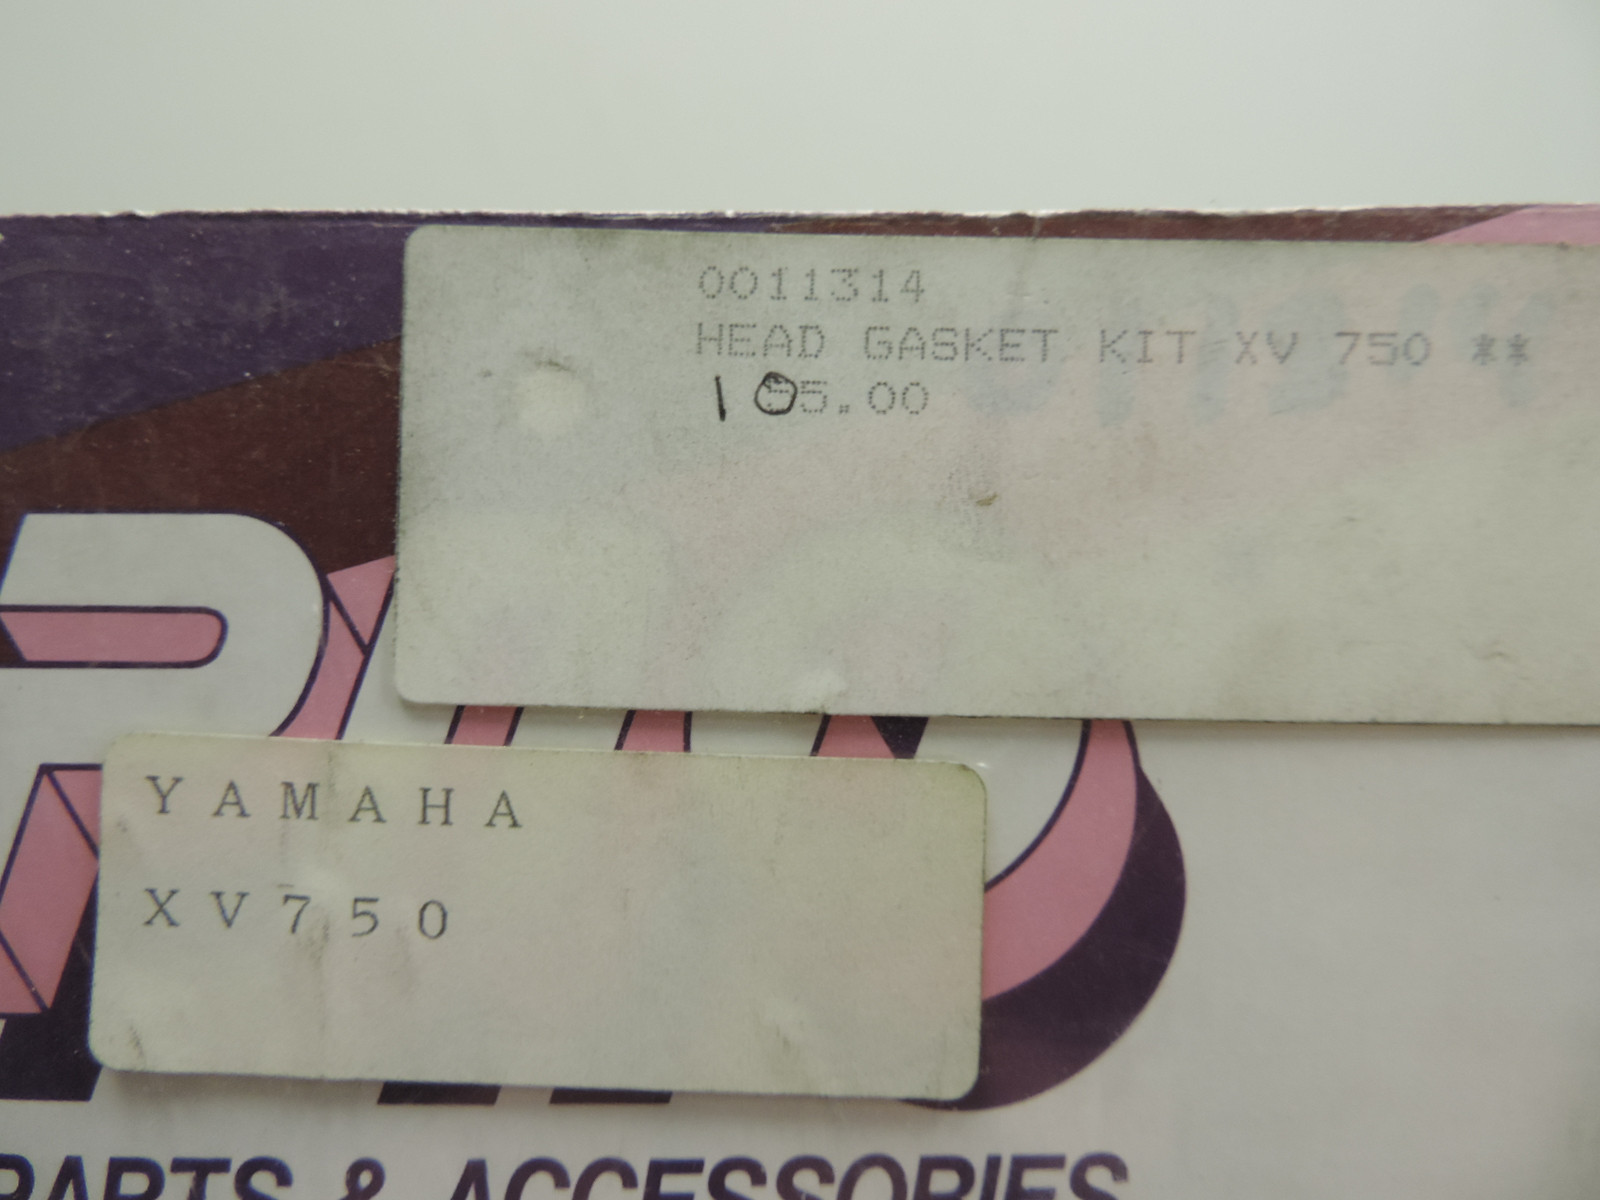 0011314
HEAD GASKET KIT XV 750 **
105.00
YAMAHA
XV750
PARTS & ACCESSORIES